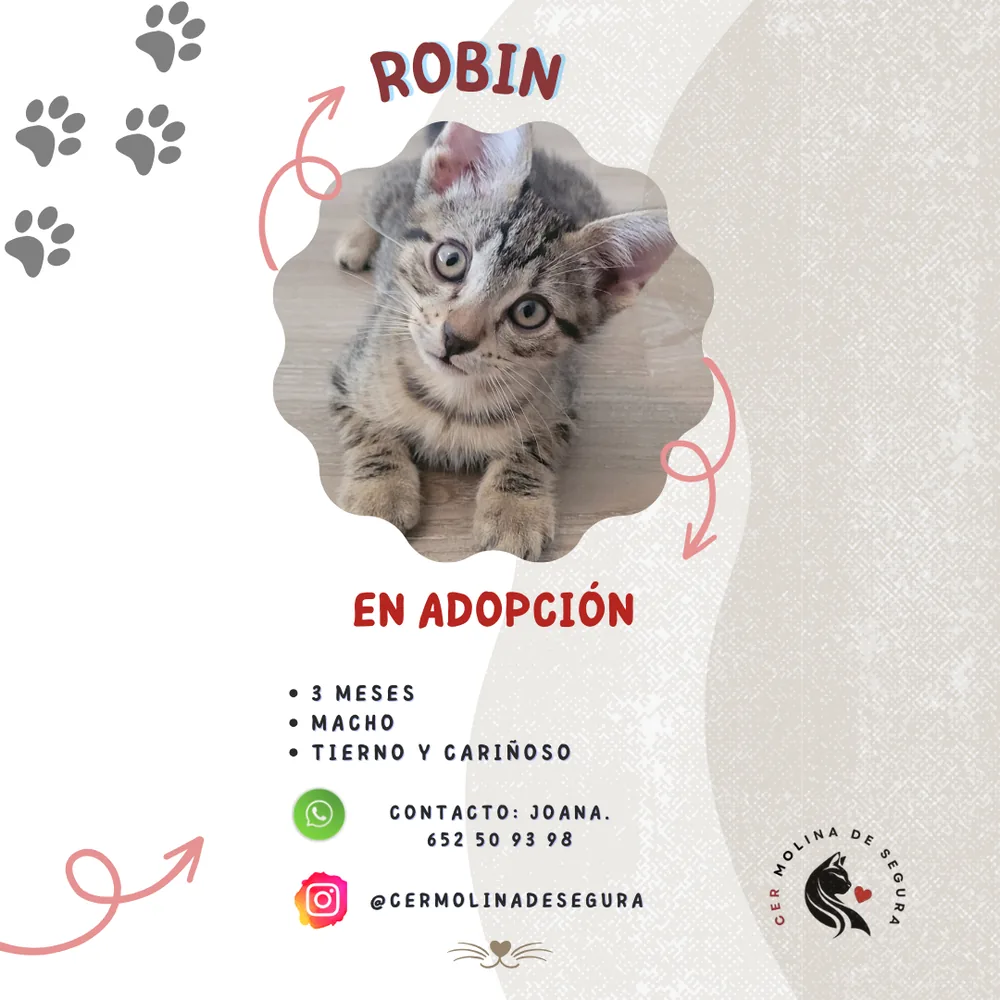 ROBIN
EN ADOPCIÓN
3 MESES
MACHO
TIERNO Y CARIÑOSO
CONTACTO: JOANA.
652 50 93 98
@CERMOLINADESEGURA
CER MOLINA DE SEGURA